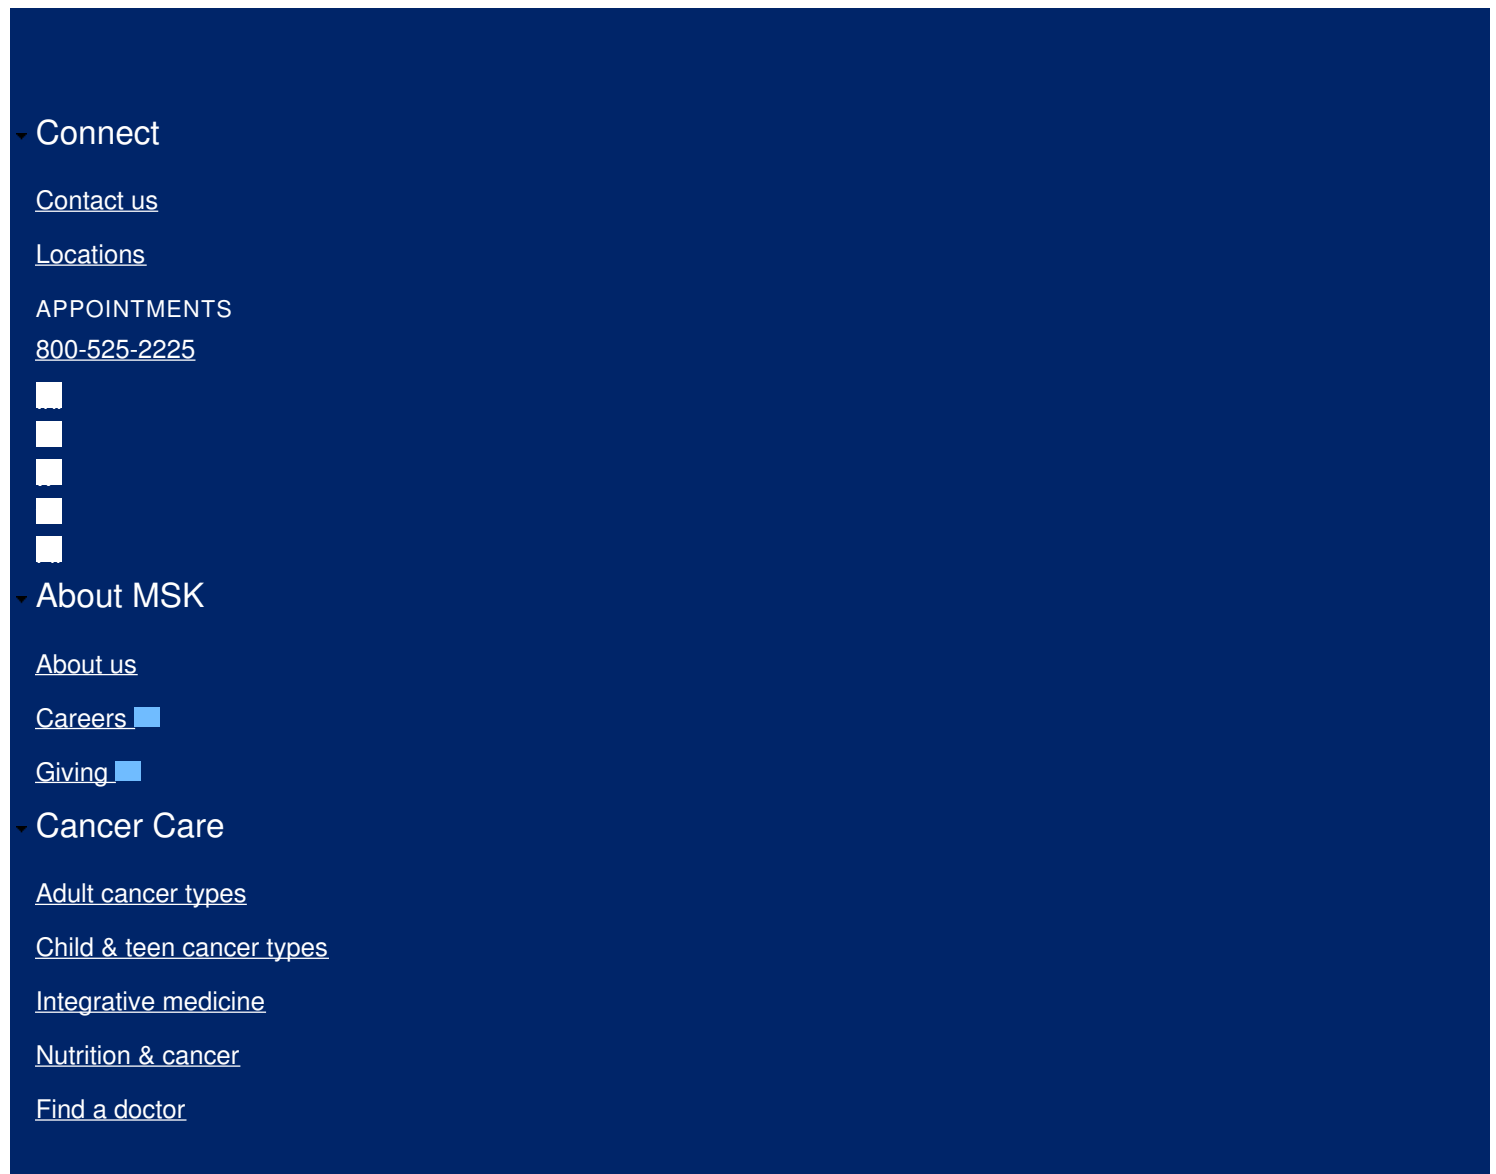 Connect
Contact us
Locations
APPOINTMENTS
800-525-2225
About MSK
About us
Careers
Giving
Cancer Care
Adult cancer types
Child & teen cancer types
Integrative medicine
Nutrition & cancer
Find a doctor